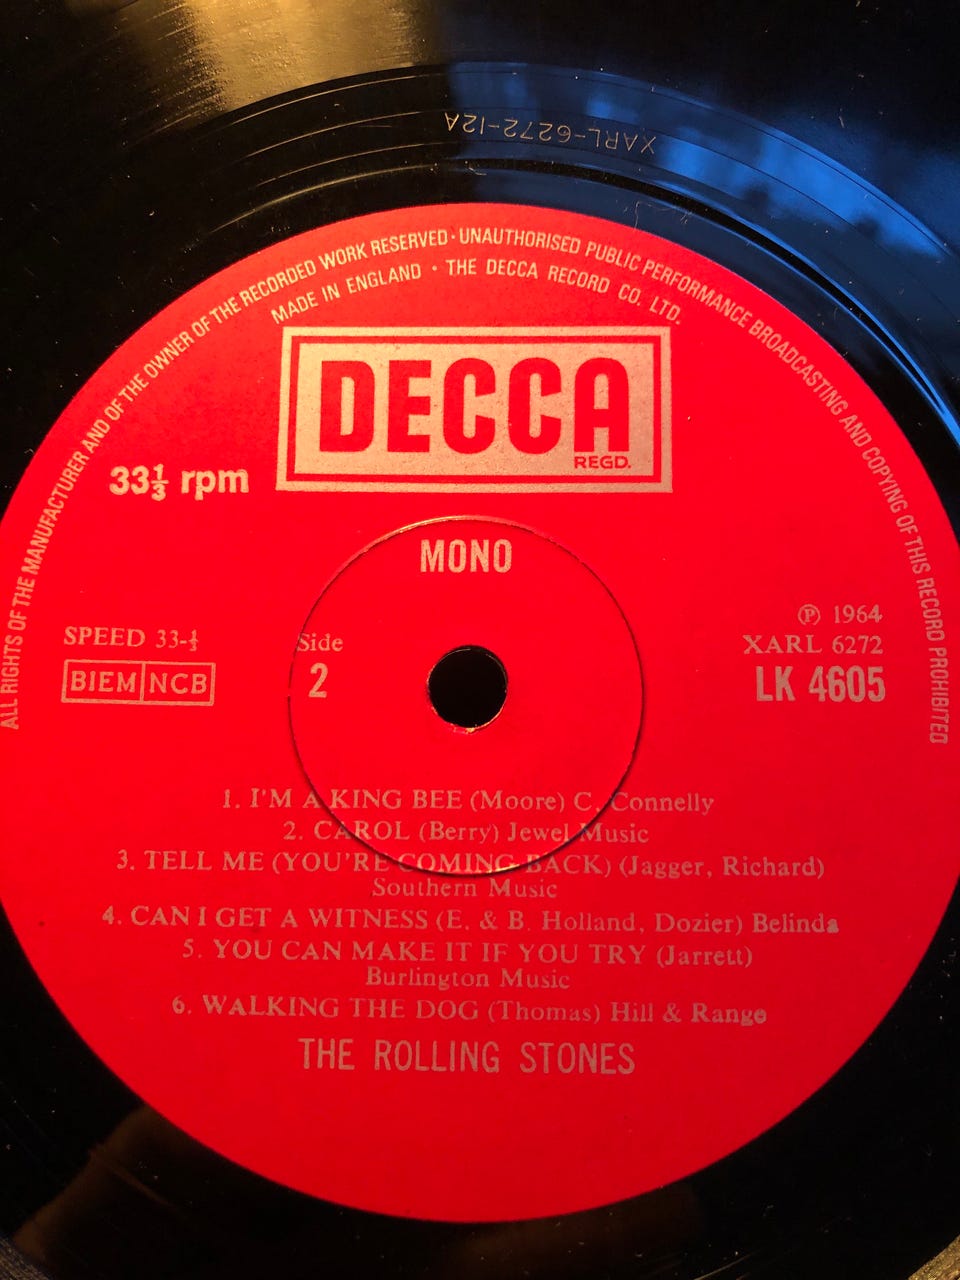 XARL-6272-12A
ALL RIGHTS OF THE MANUFACTURER AND OF THE OWNER OF THE RECORDED WORK RESERVED · UNAUTHORISED PUBLIC PERFORMANCE BROADCASTING AND COPYING OF THIS RECORD PROHIBITED
MADE IN ENGLAND · THE DECCA RECORD CO. LTD.
DECCA
REGD.
33⅓ rpm
MONO
SPEED 33-⅓
BIEM NCB
Side
2
℗ 1964
XARL 6272
LK 4605
1. I'M A KING BEE (Moore) C. Connelly
2. CAROL (Berry) Jewel Music
3. TELL ME (YOU'RE COMING BACK) (Jagger, Richard)
Southern Music
4. CAN I GET A WITNESS (E. & B. Holland, Dozier) Belinda
5. YOU CAN MAKE IT IF YOU TRY (Jarrett)
Burlington Music
6. WALKING THE DOG (Thomas) Hill & Range
THE ROLLING STONES